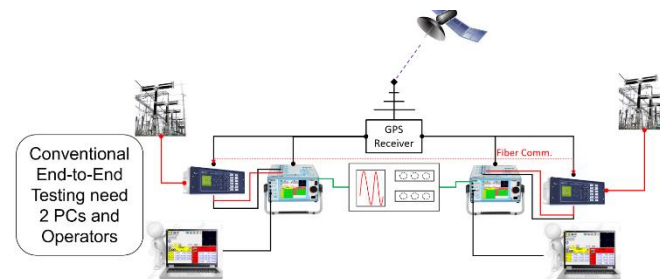 GPS
Receiver
Fiber Comm.
Conventional
End-to-End
Testing need
2 PCs and
Operators